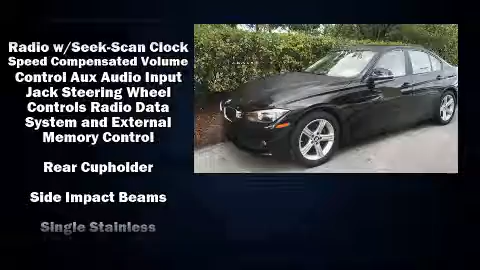 Radio w/Seek-Scan Clock
Speed Compensated Volume
Control Aux Audio Input
Jack Steering Wheel
Controls Radio Data
System and External
Memory Control
Rear Cupholder
Side Impact Beams
Single Stainless